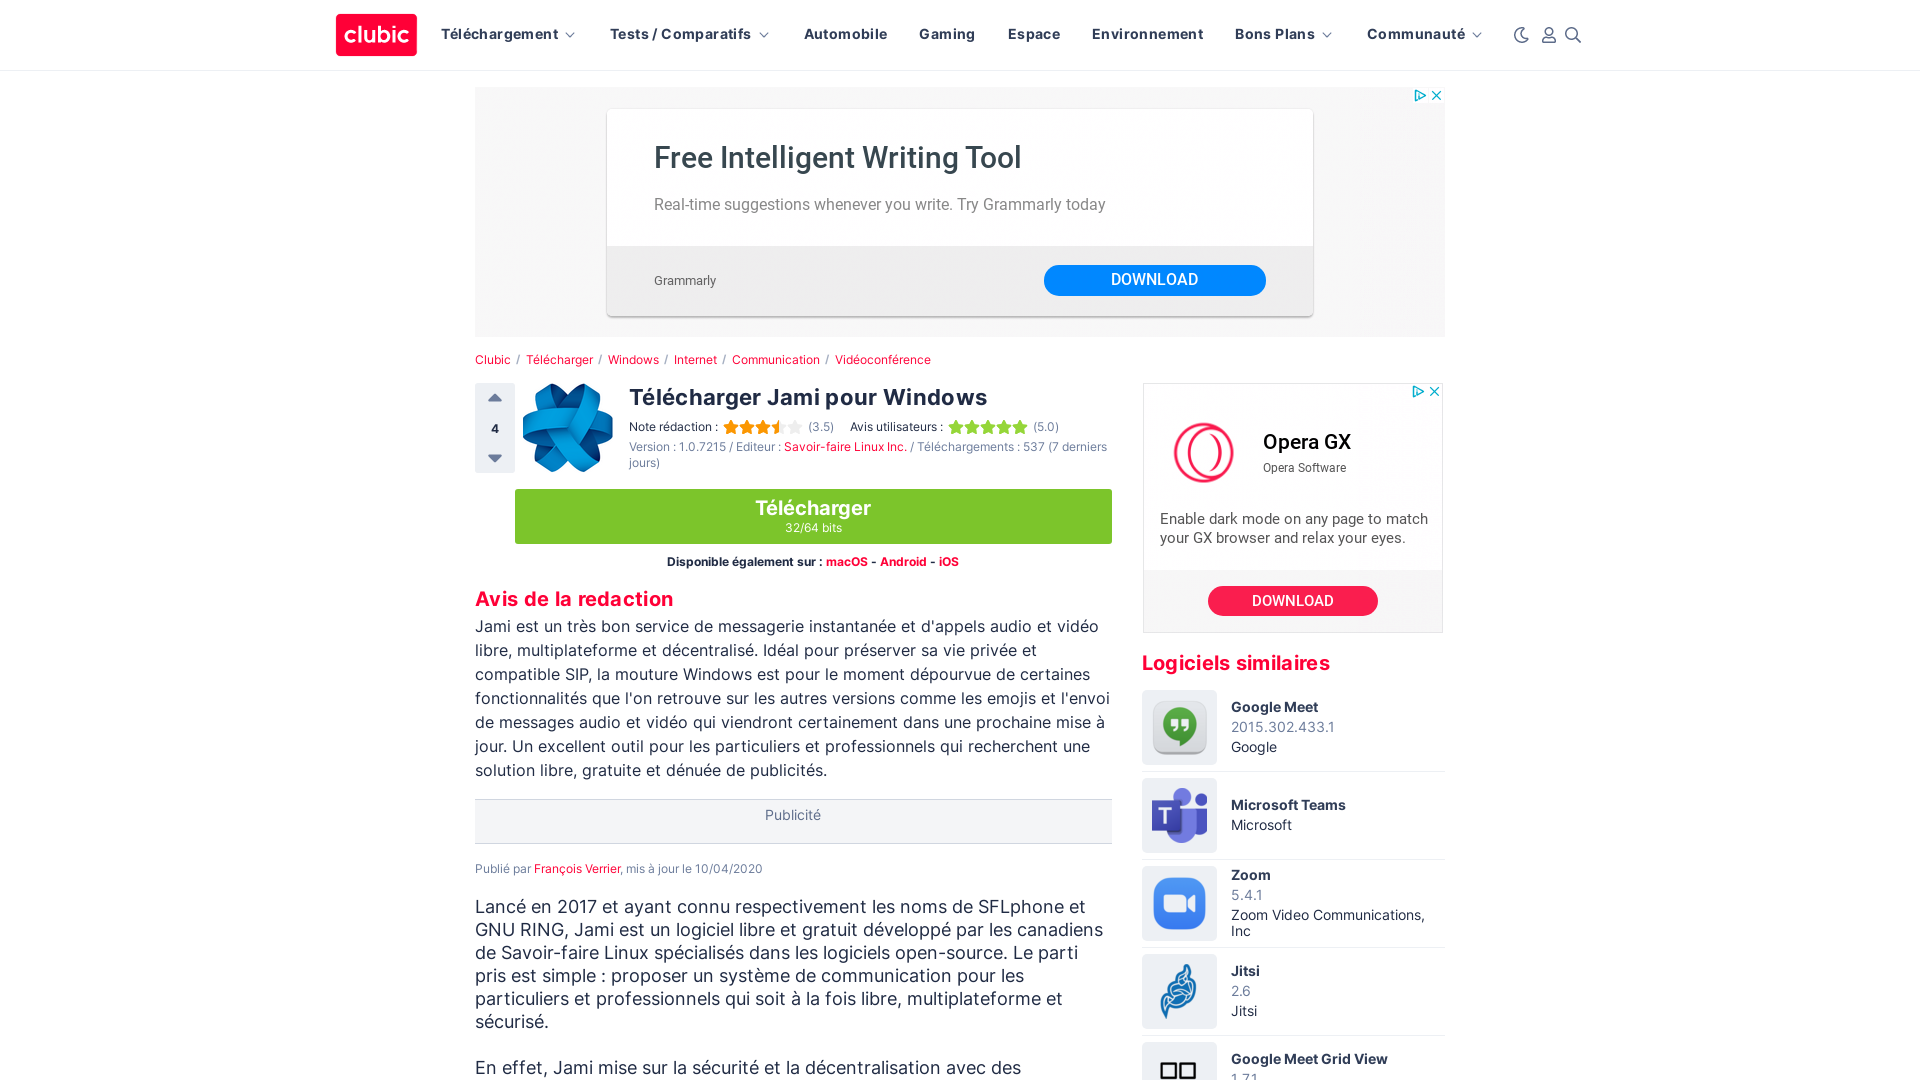 clubic
Téléchargement
Tests / Comparatifs
Automobile
Gaming
Espace
Environnement
Bons Plans
Communauté
Free Intelligent Writing Tool
Real-time suggestions whenever you write. Try Grammarly today
Grammarly
DOWNLOAD
Clubic / Télécharger / Windows / Internet / Communication / Vidéoconférence
4
Télécharger Jami pour Windows
Note rédaction : (3.5) Avis utilisateurs : (5.0)
Version : 1.0.7215 / Editeur : Savoir-faire Linux Inc. / Téléchargements : 537 (7 derniers
jours)
Télécharger
32/64 bits
Disponible également sur : macOS - Android - iOS
Avis de la redaction
Jami est un très bon service de messagerie instantanée et d'appels audio et vidéo
libre, multiplateforme et décentralisé. Idéal pour préserver sa vie privée et
compatible SIP, la mouture Windows est pour le moment dépourvue de certaines
fonctionnalités que l'on retrouve sur les autres versions comme les emojis et l'envoi
de messages audio et vidéo qui viendront certainement dans une prochaine mise à
jour. Un excellent outil pour les particuliers et professionnels qui recherchent une
solution libre, gratuite et dénuée de publicités.
Publicité
Publié par François Verrier, mis à jour le 10/04/2020
Lancé en 2017 et ayant connu respectivement les noms de SFLphone et
GNU RING, Jami est un logiciel libre et gratuit développé par les canadiens
de Savoir-faire Linux spécialisés dans les logiciels open-source. Le parti
pris est simple : proposer un système de communication pour les
particuliers et professionnels qui soit à la fois libre, multiplateforme et
sécurisé.
En effet, Jami mise sur la sécurité et la décentralisation avec des
Opera GX
Opera Software
Enable dark mode on any page to match
your GX browser and relax your eyes.
DOWNLOAD
Logiciels similaires
Google Meet
2015.302.433.1
Google
Microsoft Teams
Microsoft
Zoom
5.4.1
Zoom Video Communications,
Inc
Jitsi
2.6
Jitsi
Google Meet Grid View
1.7.1